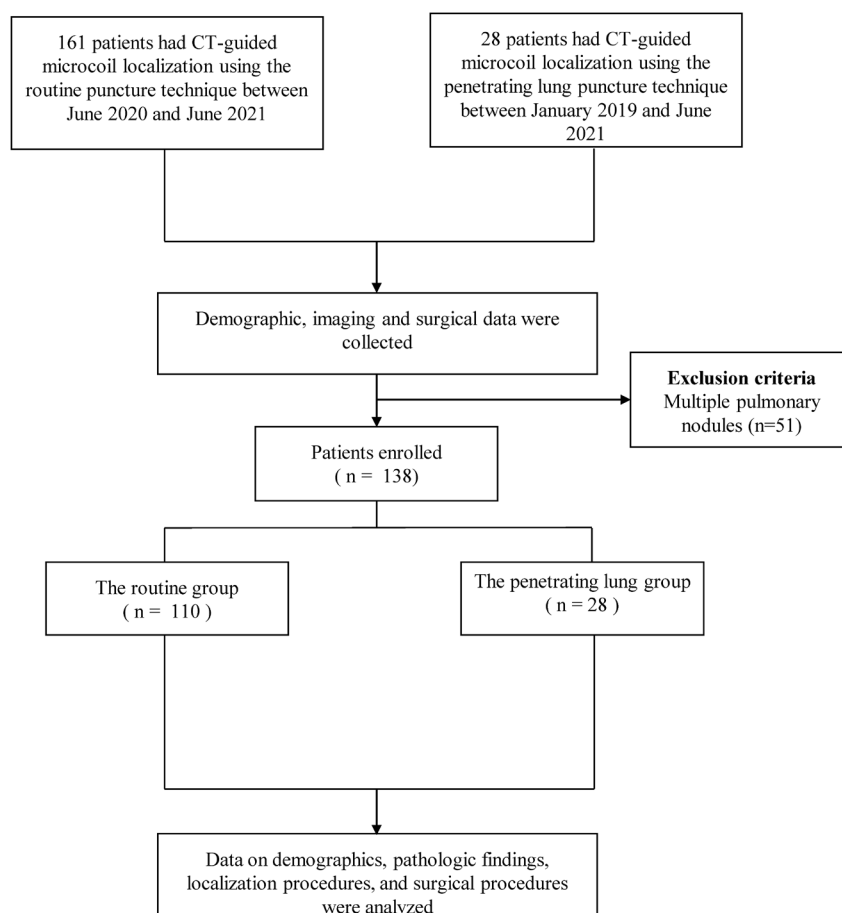 161 patients had CT-guided
microcoil localization using the
routine puncture technique between
June 2020 and June 2021
28 patients had CT-guided
microcoil localization using the
penetrating lung puncture technique
between January 2019 and June
2021
Demographic, imaging and surgical data were
collected
Exclusion criteria
Multiple pulmonary
nodules (n=51)
Patients enrolled
( n =  138)
The routine group
( n =  110 )
The penetrating lung group
( n = 28 )
Data on demographics, pathologic findings,
localization procedures, and surgical procedures
were analyzed